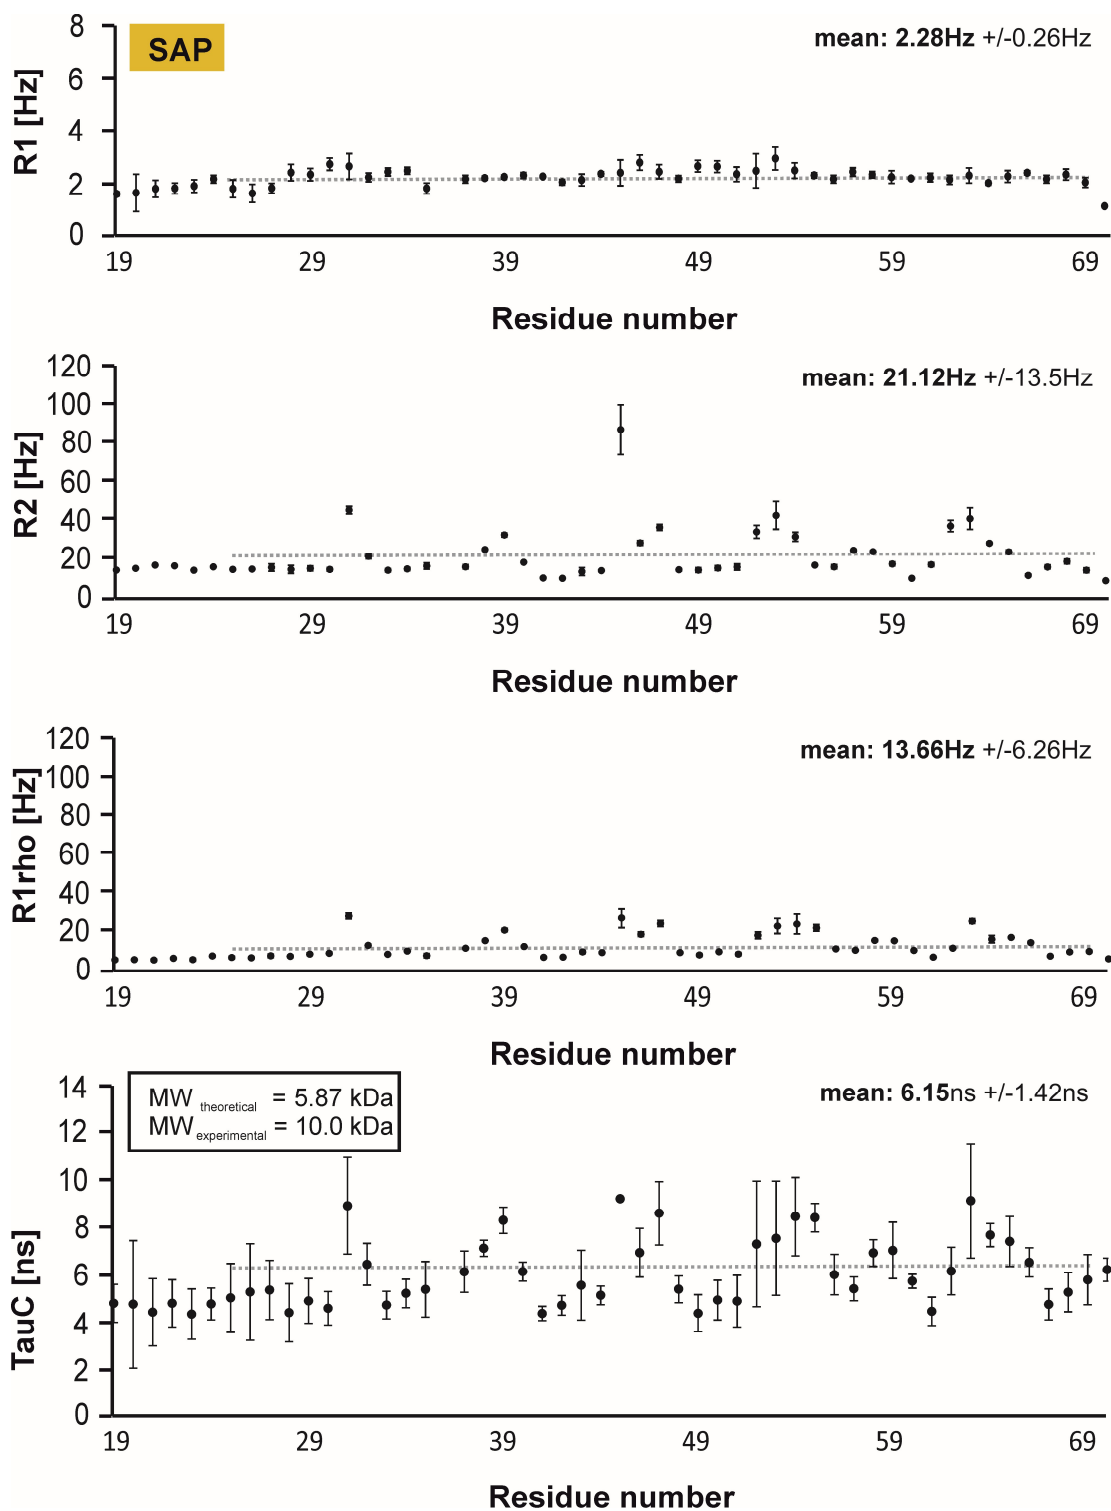 SAP
mean: 2.28Hz +/-0.26Hz
R1 [Hz]
8
6
4
2
0
19 29 39 49 59 69
Residue number
mean: 21.12Hz +/-13.5Hz
R2 [Hz]
120
100
80
60
40
20
0
19 29 39 49 59 69
Residue number
mean: 13.66Hz +/-6.26Hz
R1rho [Hz]
120
100
80
60
40
20
0
19 29 39 49 59 69
Residue number
MW theoretical = 5.87 kDa
MW experimental = 10.0 kDa
mean: 6.15ns +/-1.42ns
TauC [ns]
14
12
10
8
6
4
2
0
19 29 39 49 59 69
Residue number